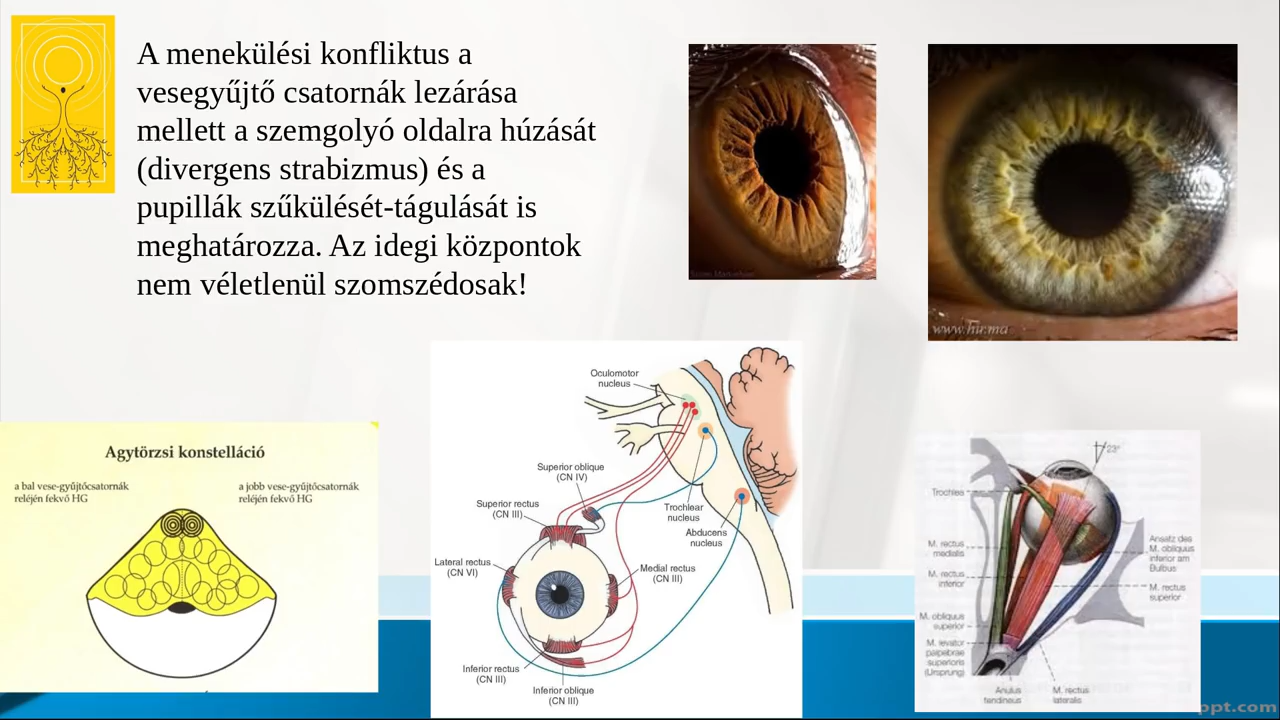 A menekülési konfliktus a
vesegyűjtő csatornák lezárása
mellett a szemgolyó oldalra húzását
(divergens strabizmus) és a
pupillák szűkülését-tágulását is
meghatározza. Az idegi központok
nem véletlenül szomszédosak!
www.hir.ma
Agytörzsi konstelláció
a bal vese-gyűjtőcsatornák
reléjén fekvő HG
a jobb vese-gyűjtőcsatornák
reléjén fekvő HG
Oculomotor
nucleus
Superior oblique
(CN IV)
Superior rectus
(CN III)
Trochlear
nucleus
Abducens
nucleus
Lateral rectus
(CN VI)
Medial rectus
(CN III)
Inferior rectus
(CN III)
Inferior oblique
(CN III)
Trochlea
M. rectus
medialis
M. rectus
inferior
M. obliquus
superior
M. levator
palpebrae
superioris
(Ursprung)
Anulus
tendineus
M. rectus
lateralis
Ansatz des
M. obliquus
inferior am
Bulbus
M. rectus
superior
ppt.com